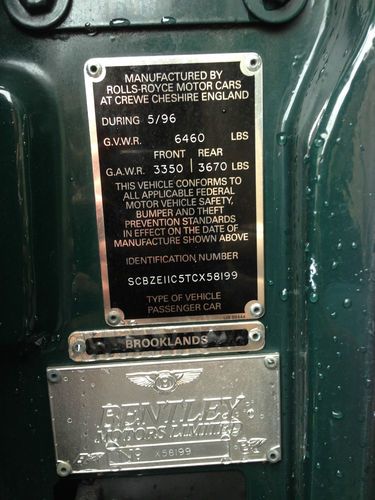 MANUFACTURED BY
ROLLS-ROYCE MOTOR CARS
AT CREWE CHESHIRE ENGLAND
DURING 5/96
G.V.W.R. 6460 LBS
FRONT REAR
G.A.W.R. 3350 | 3670 LBS
THIS VEHICLE CONFORMS TO
ALL APPLICABLE FEDERAL
MOTOR VEHICLE SAFETY,
BUMPER AND THEFT
PREVENTION STANDARDS
IN EFFECT ON THE DATE OF
MANUFACTURE SHOWN ABOVE
IDENTIFICATION NUMBER
SCBZE11C5TCX58199
TYPE OF VEHICLE
PASSENGER CAR
BROOKLANDS
B
BENTLEY
MOTORS LIMITED
X58199